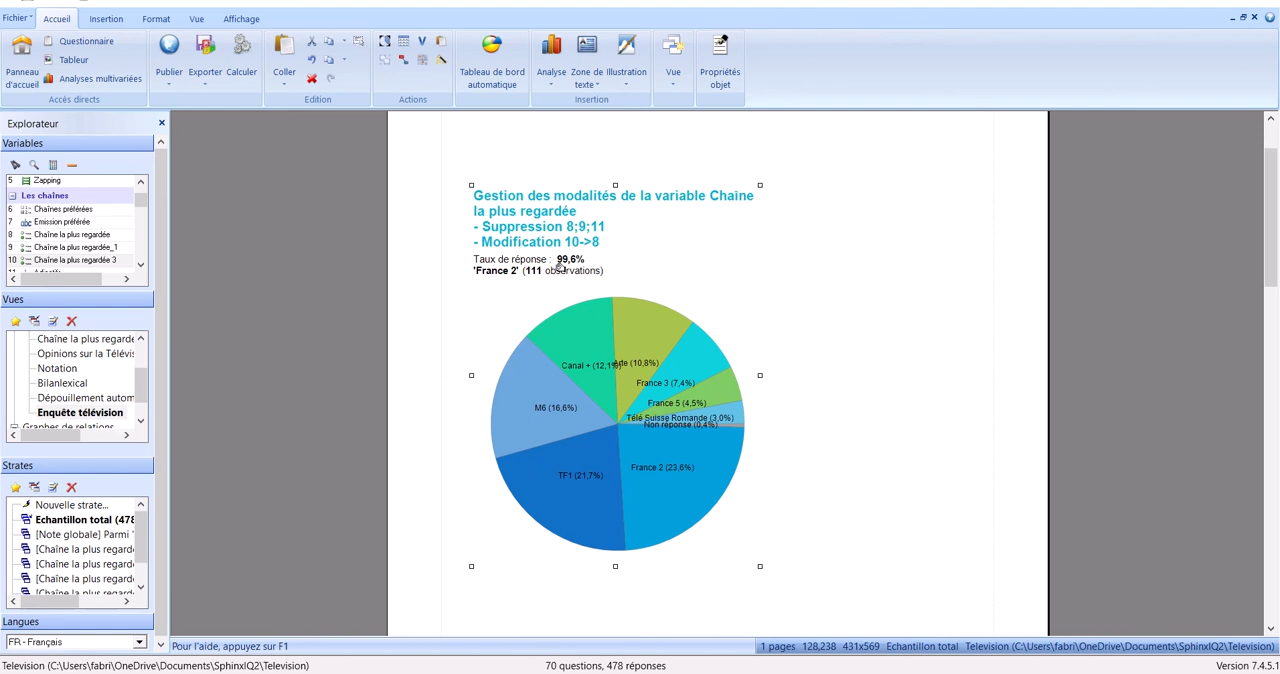 Fichier
Accueil
Insertion
Format
Vue
Affichage
Panneau d'accueil
Questionnaire
Tableur
Analyses multivariées
Accès directs
Publier
Exporter
Calculer
Coller
Edition
Actions
Tableau de bord automatique
Analyse
Zone de texte
Illustration
Insertion
Vue
Propriétés objet
Explorateur
Variables
5 Zapping
Les chaînes
6 Chaînes préférées
7 abc Emission préférée
8 Chaîne la plus regardée
9 Chaîne la plus regardée_1
10 Chaîne la plus regardée 3
Vues
Chaîne la plus regardé
Opinions sur la Télévis
Notation
Bilanlexical
Dépouillement autom
Enquête télévision
Graphes de relations
Strates
Nouvelle strate...
Echantillon total (478
[Note globale] Parmi "
[Chaîne la plus regardé
[Chaîne la plus regardé
[Chaîne la plus regardé
[Chaîne la plus regardé
Langues
FR - Français
Gestion des modalités de la variable Chaine
la plus regardée
- Suppression 8;9;11
- Modification 10->8
Taux de réponse : 99,6%
'France 2' (111 observations)
Canal + (12,1%)
Arte (10,8%)
France 3 (7,4%)
France 5 (4,5%)
M6 (16,6%)
Télé Suisse Romande (3,0%)
Non réponse (0,4%)
France 2 (23,6%)
TF1 (21,7%)
Pour l'aide, appuyez sur F1
1 pages 128,238 431x569 Echantillon total Television (C:\Users\fabri\OneDrive\Documents\SphinxIQ2\Television)
Television (C:\Users\fabri\OneDrive\Documents\SphinxIQ2\Television)
70 questions, 478 réponses
Version 7.4.5.1